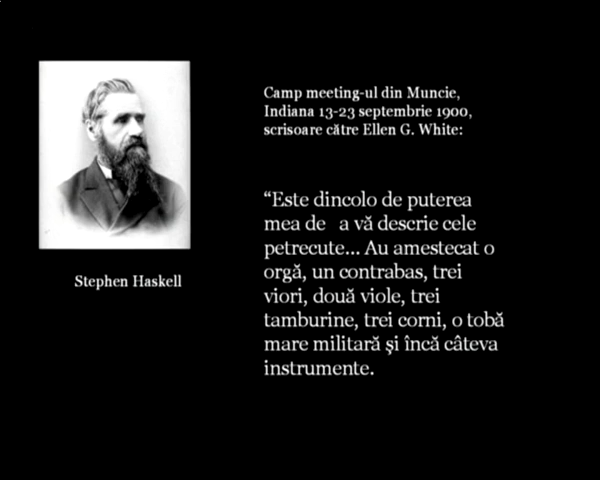 Camp meeting-ul din Muncie,
Indiana 13-23 septembrie 1900,
scrisoare către Ellen G. White:
“Este dincolo de puterea
mea de a vă descrie cele
petrecute... Au amestecat o
orgă, un contrabas, trei
viori, două viole, trei
tamburine, trei corni, o tobă
mare militară şi încă câteva
instrumente.
Stephen Haskell